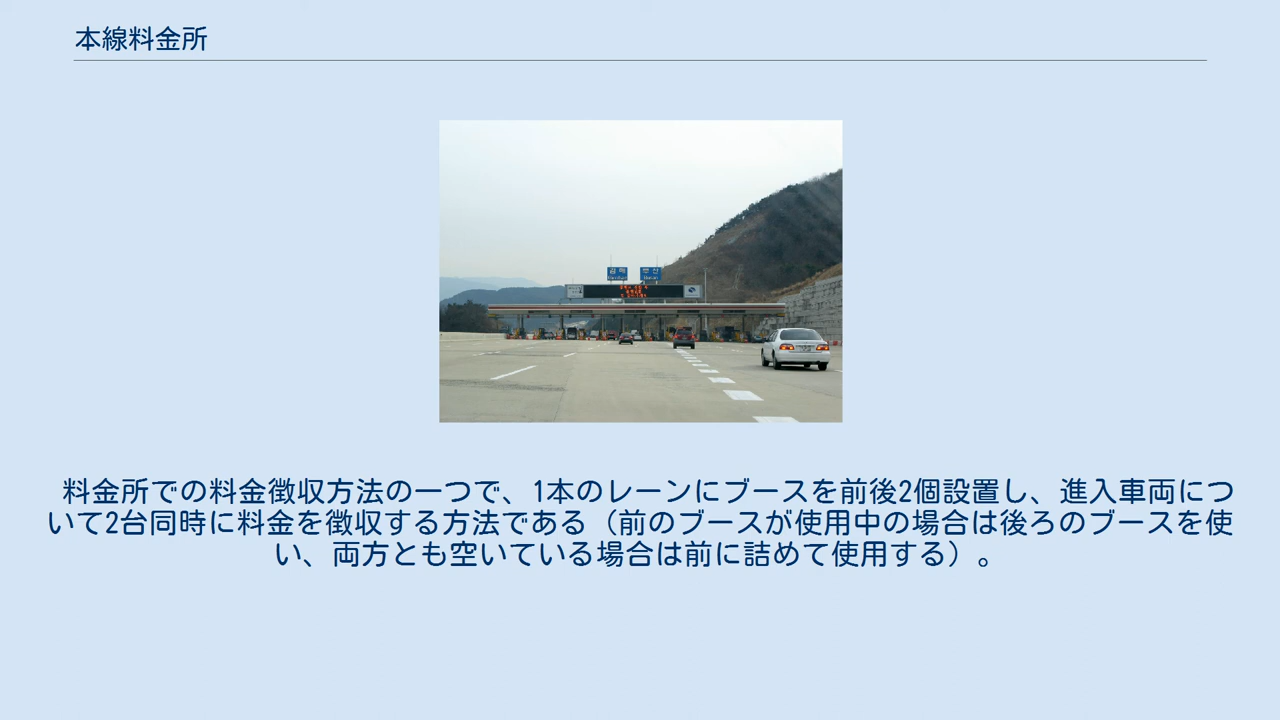 本線料金所
부산
料金所での料金徴収方法の一つで、1本のレーンにブースを前後2個設置し、進入車両につ
いて2台同時に料金を徴収する方法である（前のブースが使用中の場合は後ろのブースを使
い、両方とも空いている場合は前に詰めて使用する）。